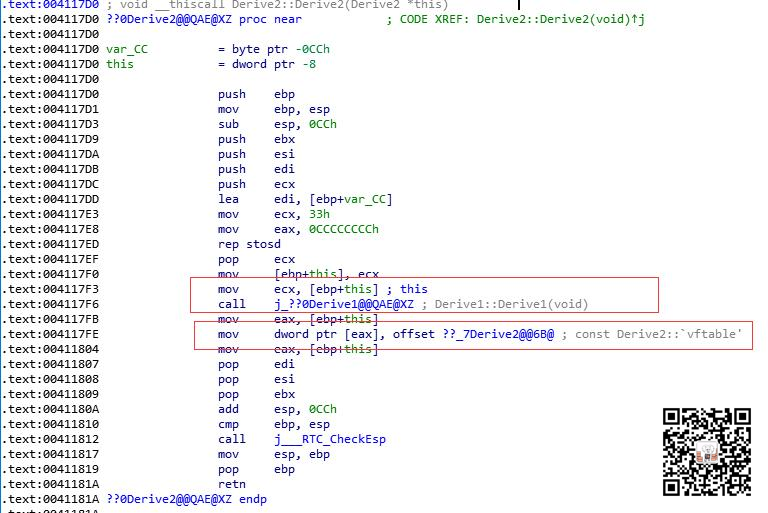 .text:004117D0 ; void __thiscall Derive2::Derive2(Derive2 *this)
.text:004117D0 ??0Derive2@@QAE@XZ proc near ; CODE XREF: Derive2::Derive2(void)↑j
.text:004117D0
.text:004117D0 var_CC = byte ptr -0CCh
.text:004117D0 this = dword ptr -8
.text:004117D0
.text:004117D0 push ebp
.text:004117D1 mov ebp, esp
.text:004117D3 sub esp, 0CCh
.text:004117D9 push ebx
.text:004117DA push esi
.text:004117DB push edi
.text:004117DC push ecx
.text:004117DD lea edi, [ebp+var_CC]
.text:004117E3 mov ecx, 33h
.text:004117E8 mov eax, 0CCCCCCCCh
.text:004117ED rep stosd
.text:004117EF pop ecx
.text:004117F0 mov [ebp+this], ecx
.text:004117F3 mov ecx, [ebp+this] ; this
.text:004117F6 call j_??0Derive1@@QAE@XZ ; Derive1::Derive1(void)
.text:004117FB mov eax, [ebp+this]
.text:004117FE mov dword ptr [eax], offset ??_7Derive2@@6B@ ; const Derive2::`vftable'
.text:00411804 mov eax, [ebp+this]
.text:00411807 pop edi
.text:00411808 pop esi
.text:00411809 pop ebx
.text:0041180A add esp, 0CCh
.text:00411810 cmp ebp, esp
.text:00411812 call j___RTC_CheckEsp
.text:00411817 mov esp, ebp
.text:00411819 pop ebp
.text:0041181A retn
.text:0041181A ??0Derive2@@QAE@XZ endp
.text:0041181A